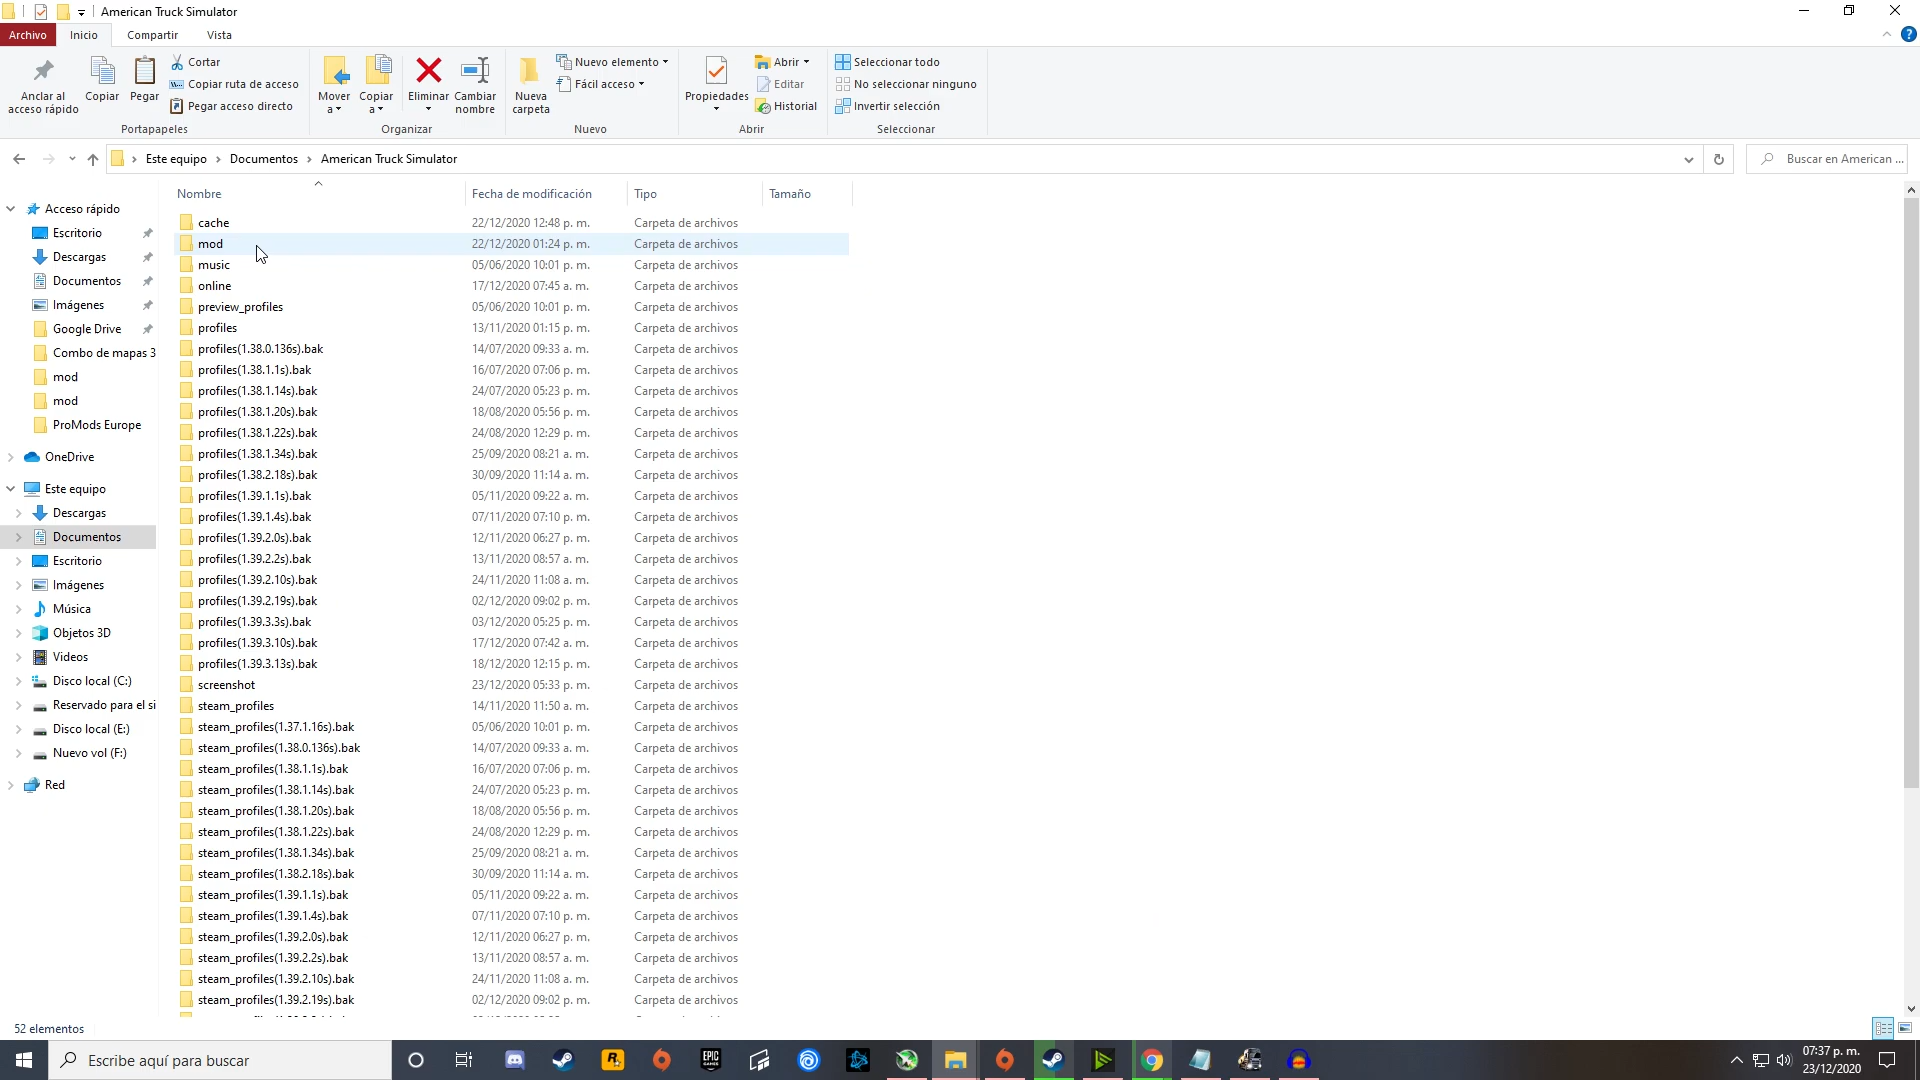 American Truck Simulator
Archivo Inicio Compartir Vista
Anclar al acceso rápido
Copiar
Pegar
Cortar
Copiar ruta de acceso
Pegar acceso directo
Portapapeles
Mover a
Copiar a
Eliminar
Cambiar nombre
Organizar
Nueva carpeta
Nuevo elemento
Fácil acceso
Nuevo
Propiedades
Abrir
Editar
Historial
Abrir
Seleccionar todo
No seleccionar ninguno
Invertir selección
Seleccionar
Este equipo Documentos American Truck Simulator
Buscar en American ...
Acceso rápido
Escritorio
Descargas
Documentos
Imágenes
Google Drive
Combo de mapas 3
mod
mod
ProMods Europe
OneDrive
Este equipo
Descargas
Documentos
Escritorio
Imágenes
Música
Objetos 3D
Videos
Disco local (C:)
Reservado para el si
Disco local (E:)
Nuevo vol (F:)
Red
Nombre Fecha de modificación Tipo Tamaño
cache 22/12/2020 12:48 p. m. Carpeta de archivos
mod 22/12/2020 01:24 p. m. Carpeta de archivos
music 05/06/2020 10:01 p. m. Carpeta de archivos
online 17/12/2020 07:45 a. m. Carpeta de archivos
preview_profiles 05/06/2020 10:01 p. m. Carpeta de archivos
profiles 13/11/2020 01:15 p. m. Carpeta de archivos
profiles(1.38.0.136s).bak 14/07/2020 09:33 a. m. Carpeta de archivos
profiles(1.38.1.1s).bak 16/07/2020 07:06 p. m. Carpeta de archivos
profiles(1.38.1.14s).bak 24/07/2020 05:23 p. m. Carpeta de archivos
profiles(1.38.1.20s).bak 18/08/2020 05:56 p. m. Carpeta de archivos
profiles(1.38.1.22s).bak 24/08/2020 12:29 p. m. Carpeta de archivos
profiles(1.38.1.34s).bak 25/09/2020 08:21 a. m. Carpeta de archivos
profiles(1.38.2.18s).bak 30/09/2020 11:14 a. m. Carpeta de archivos
profiles(1.39.1.1s).bak 05/11/2020 09:22 a. m. Carpeta de archivos
profiles(1.39.1.4s).bak 07/11/2020 07:10 p. m. Carpeta de archivos
profiles(1.39.2.0s).bak 12/11/2020 06:27 p. m. Carpeta de archivos
profiles(1.39.2.2s).bak 13/11/2020 08:57 a. m. Carpeta de archivos
profiles(1.39.2.10s).bak 24/11/2020 11:08 a. m. Carpeta de archivos
profiles(1.39.2.19s).bak 02/12/2020 09:02 p. m. Carpeta de archivos
profiles(1.39.3.3s).bak 03/12/2020 05:25 p. m. Carpeta de archivos
profiles(1.39.3.10s).bak 17/12/2020 07:42 a. m. Carpeta de archivos
profiles(1.39.3.13s).bak 18/12/2020 12:15 p. m. Carpeta de archivos
screenshot 23/12/2020 05:33 p. m. Carpeta de archivos
steam_profiles 14/11/2020 11:50 a. m. Carpeta de archivos
steam_profiles(1.37.1.16s).bak 05/06/2020 10:01 p. m. Carpeta de archivos
steam_profiles(1.38.0.136s).bak 14/07/2020 09:33 a. m. Carpeta de archivos
steam_profiles(1.38.1.1s).bak 16/07/2020 07:06 p. m. Carpeta de archivos
steam_profiles(1.38.1.14s).bak 24/07/2020 05:23 p. m. Carpeta de archivos
steam_profiles(1.38.1.20s).bak 18/08/2020 05:56 p. m. Carpeta de archivos
steam_profiles(1.38.1.22s).bak 24/08/2020 12:29 p. m. Carpeta de archivos
steam_profiles(1.38.1.34s).bak 25/09/2020 08:21 a. m. Carpeta de archivos
steam_profiles(1.38.2.18s).bak 30/09/2020 11:14 a. m. Carpeta de archivos
steam_profiles(1.39.1.1s).bak 05/11/2020 09:22 a. m. Carpeta de archivos
steam_profiles(1.39.1.4s).bak 07/11/2020 07:10 p. m. Carpeta de archivos
steam_profiles(1.39.2.0s).bak 12/11/2020 06:27 p. m. Carpeta de archivos
steam_profiles(1.39.2.2s).bak 13/11/2020 08:57 a. m. Carpeta de archivos
steam_profiles(1.39.2.10s).bak 24/11/2020 11:08 a. m. Carpeta de archivos
steam_profiles(1.39.2.19s).bak 02/12/2020 09:02 p. m. Carpeta de archivos
52 elementos
Escribe aquí para buscar
EPIC GAMES
07:37 p. m.
23/12/2020